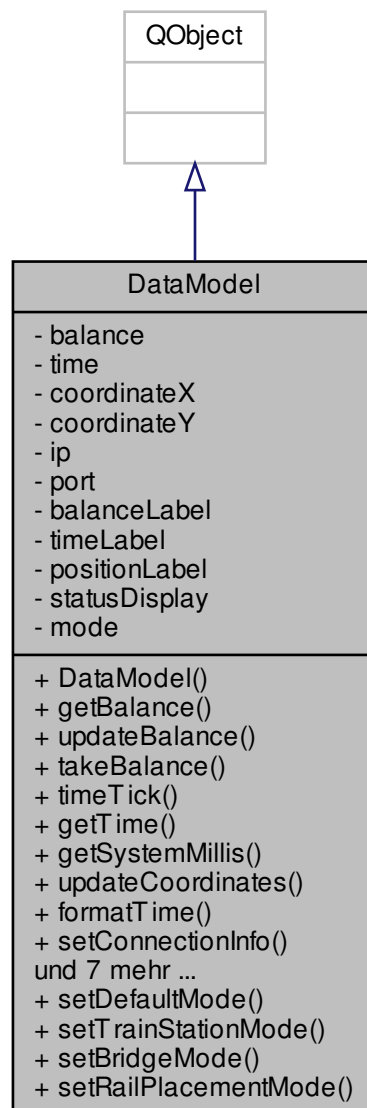 QObject
DataModel
- balance
- time
- coordinateX
- coordinateY
- ip
- port
- balanceLabel
- timeLabel
- positionLabel
- statusDisplay
- mode
+ DataModel()
+ getBalance()
+ updateBalance()
+ takeBalance()
+ timeTick()
+ getTime()
+ getSystemMillis()
+ updateCoordinates()
+ formatTime()
+ setConnectionInfo()
und 7 mehr ...
+ setDefaultMode()
+ setTrainStationMode()
+ setBridgeMode()
+ setRailPlacementMode()